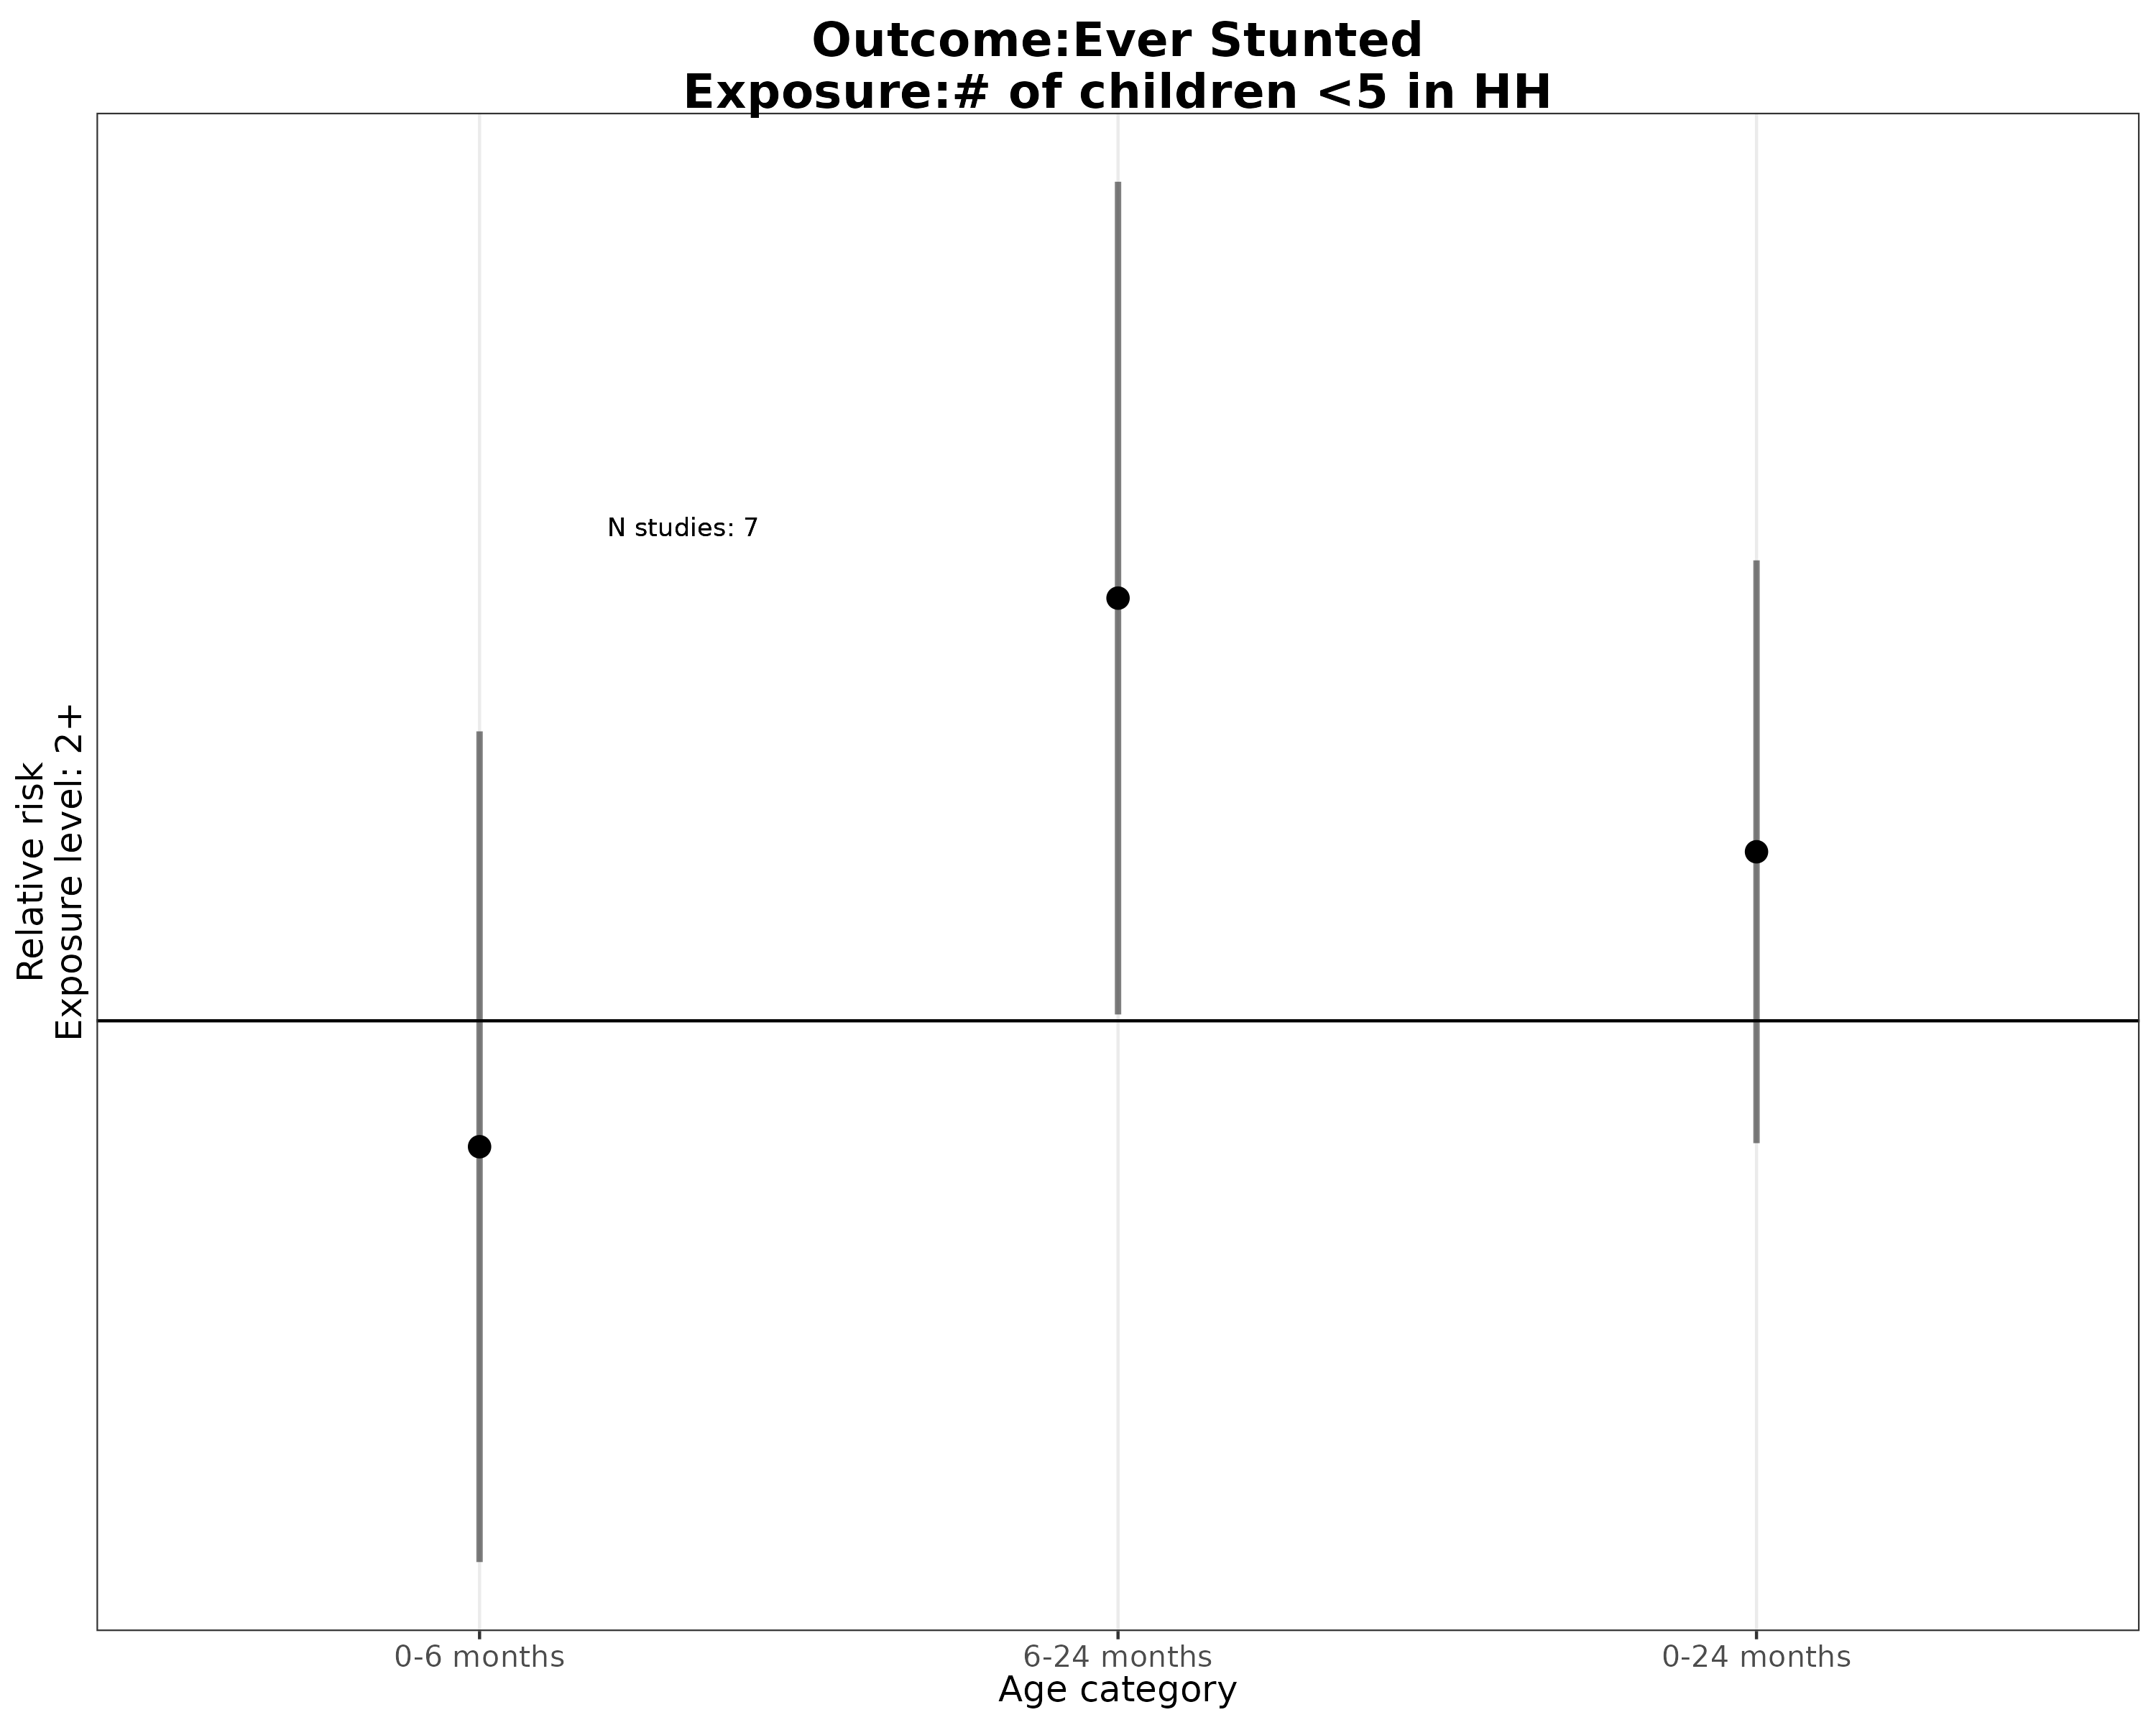 Outcome:Ever Stunted
Exposure:# of children <5 in HH
N studies: 7
Relative risk
Exposure level: 2+
0-6 months
6-24 months
0-24 months
Age category